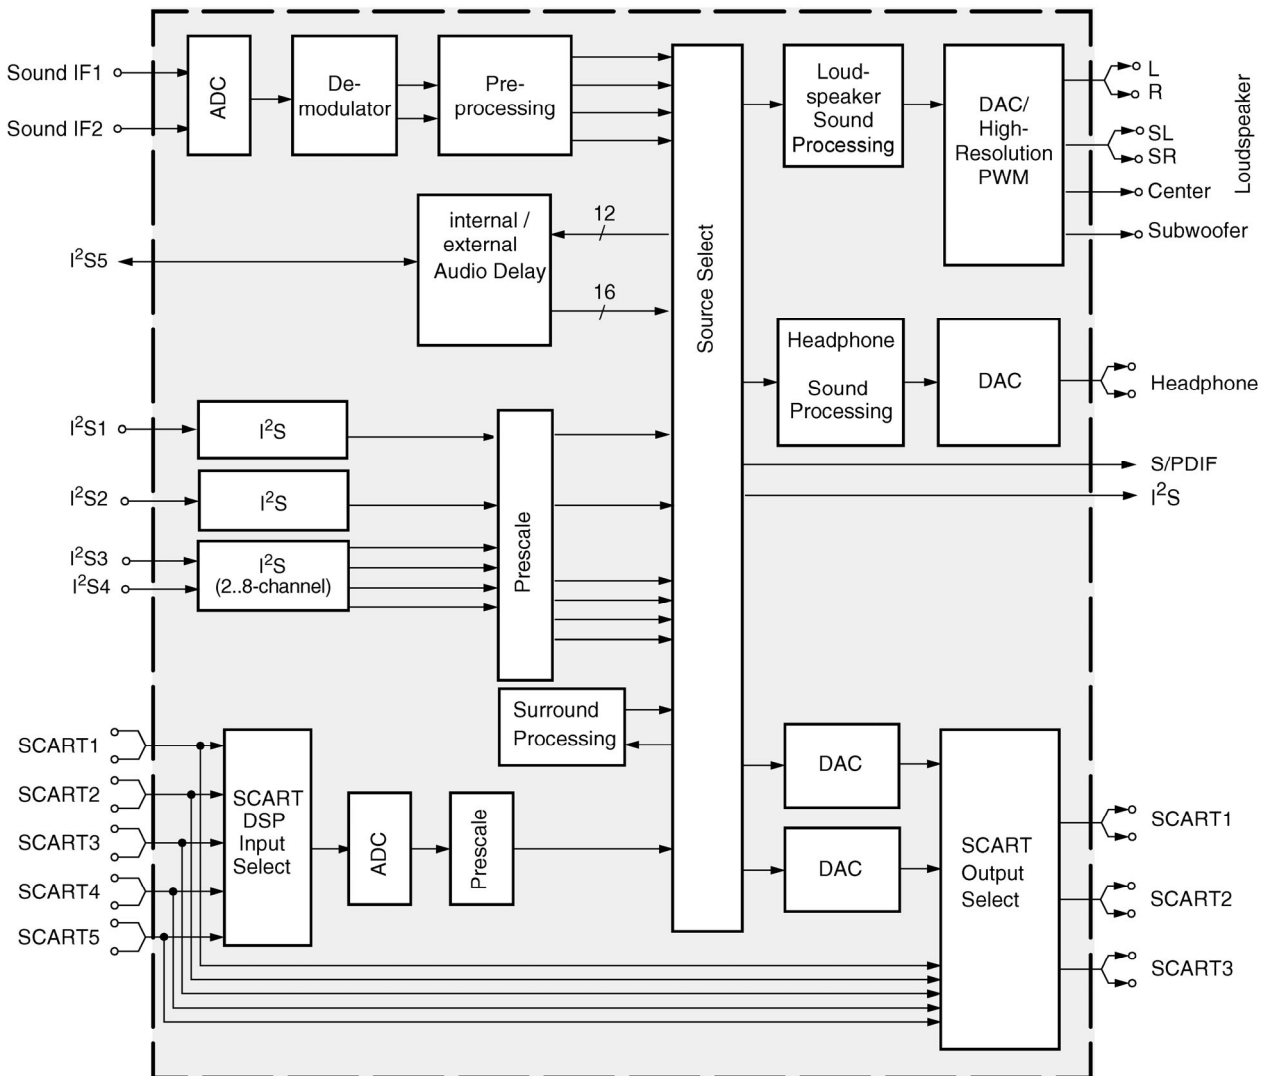 Sound IF1
Sound IF2
ADC
De-
modulator
Pre-
processing
Loud-
speaker
Sound
Processing
DAC/
High-
Resolution
PWM
L
R
SL
SR
Center
Subwoofer
Loudspeaker
I²S5
internal /
external
Audio Delay
12
16
Source Select
Headphone
Sound
Processing
DAC
Headphone
S/PDIF
I²S
I²S1
I²S
I²S2
I²S
I²S3
I²S4
I²S
(2..8-channel)
Prescale
Surround
Processing
SCART1
SCART2
SCART3
SCART4
SCART5
SCART
DSP
Input
Select
ADC
Prescale
DAC
DAC
SCART
Output
Select
SCART1
SCART2
SCART3